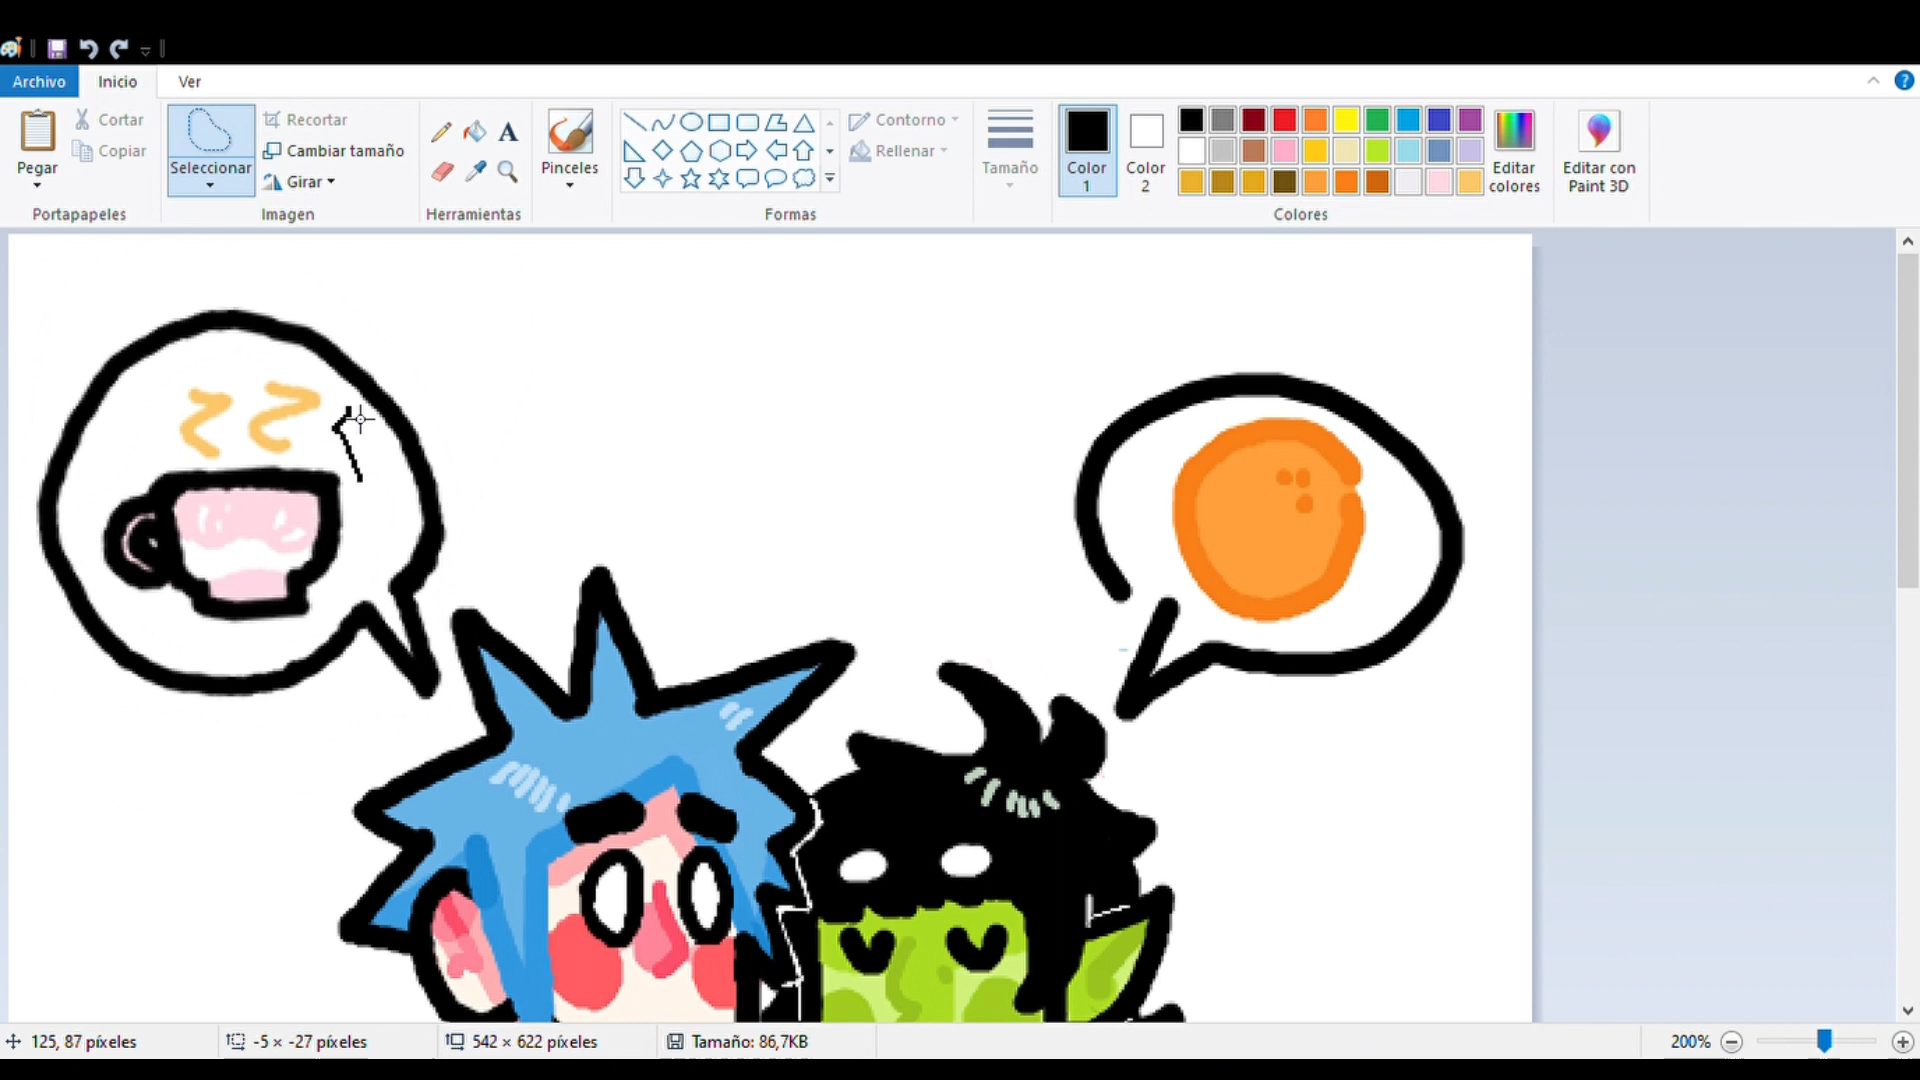 Archivo Inicio Ver
Pegar
Cortar
Copiar
Portapapeles
Seleccionar
Recortar
Cambiar tamaño
Girar
Imagen
A
Herramientas
Pinceles
Formas
Contorno
Rellenar
Tamaño
Color
1
Color
2
Colores
Editar
colores
Editar con
Paint 3D
125, 87 píxeles -5 × -27 píxeles 542 × 622 píxeles Tamaño: 86,7KB 200%